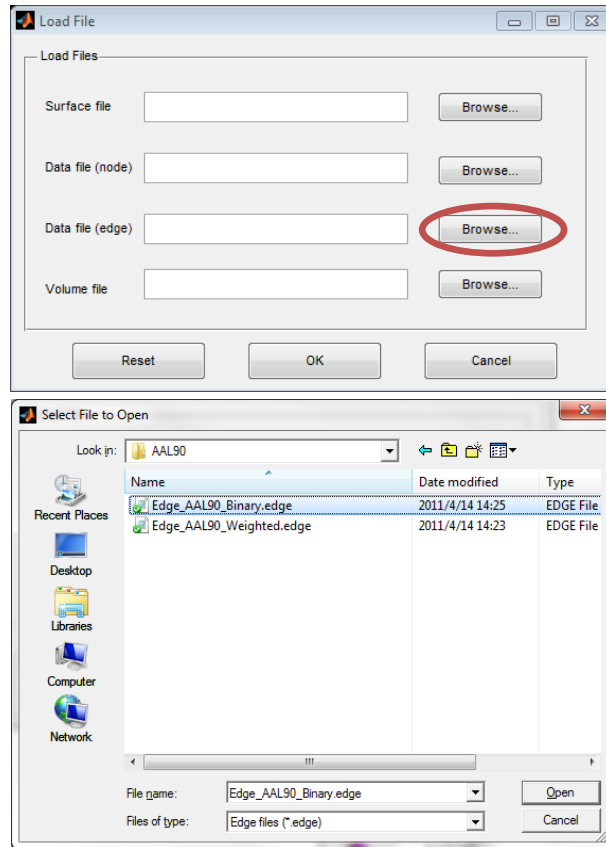 Load File
Load Files
Surface file
Browse...
Data file (node)
Browse...
Data file (edge)
Browse...
Volume file
Browse...
Reset OK Cancel
Select File to Open
Look in: AAL90
Name Date modified Type
Edge_AAL90_Binary.edge 2011/4/14 14:25 EDGE File
Edge_AAL90_Weighted.edge 2011/4/14 14:23 EDGE File
Recent Places
Desktop
Libraries
Computer
Network
File name: Edge_AAL90_Binary.edge Open
Files of type: Edge files (*.edge) Cancel